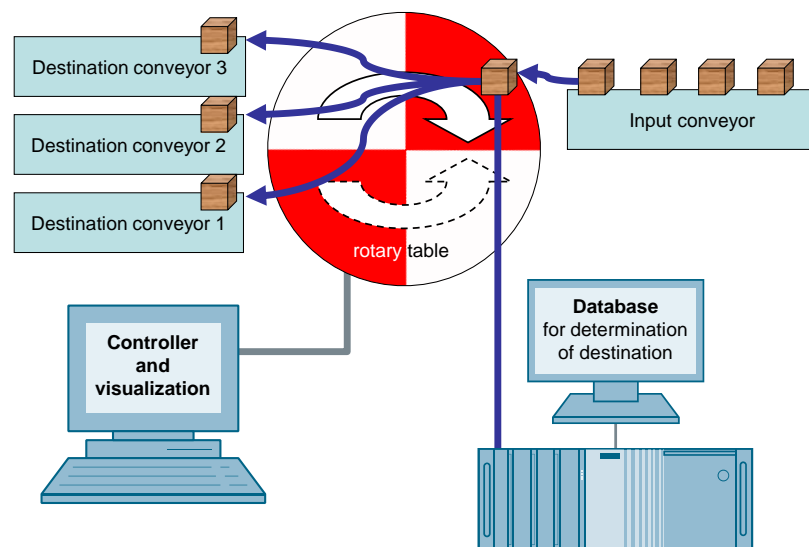 Destination conveyor 3
Destination conveyor 2
Destination conveyor 1
Input conveyor
rotary table
Controller
and
visualization
Database
for determination
of destination